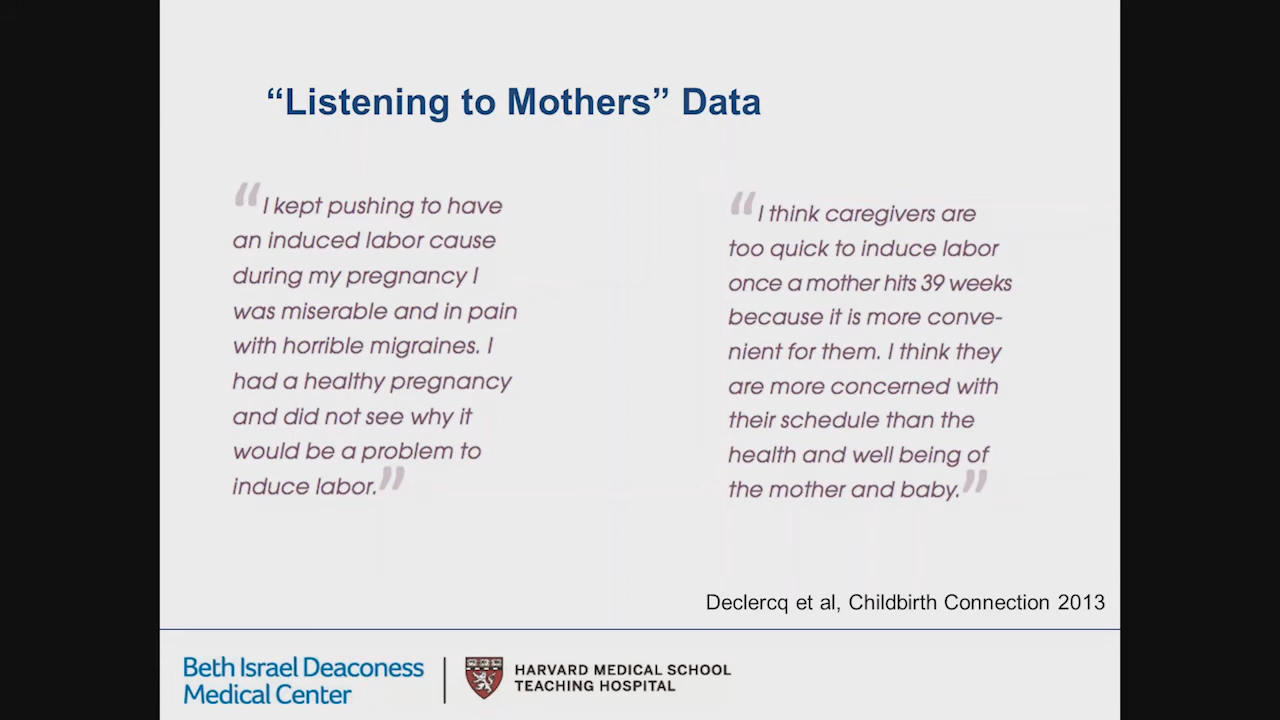 “Listening to Mothers” Data
“I kept pushing to have
an induced labor cause
during my pregnancy I
was miserable and in pain
with horrible migraines. I
had a healthy pregnancy
and did not see why it
would be a problem to
induce labor.”
“I think caregivers are
too quick to induce labor
once a mother hits 39 weeks
because it is more conve-
nient for them. I think they
are more concerned with
their schedule than the
health and well being of
the mother and baby.”
Declercq et al, Childbirth Connection 2013
Beth Israel Deaconess
Medical Center
HARVARD MEDICAL SCHOOL
TEACHING HOSPITAL